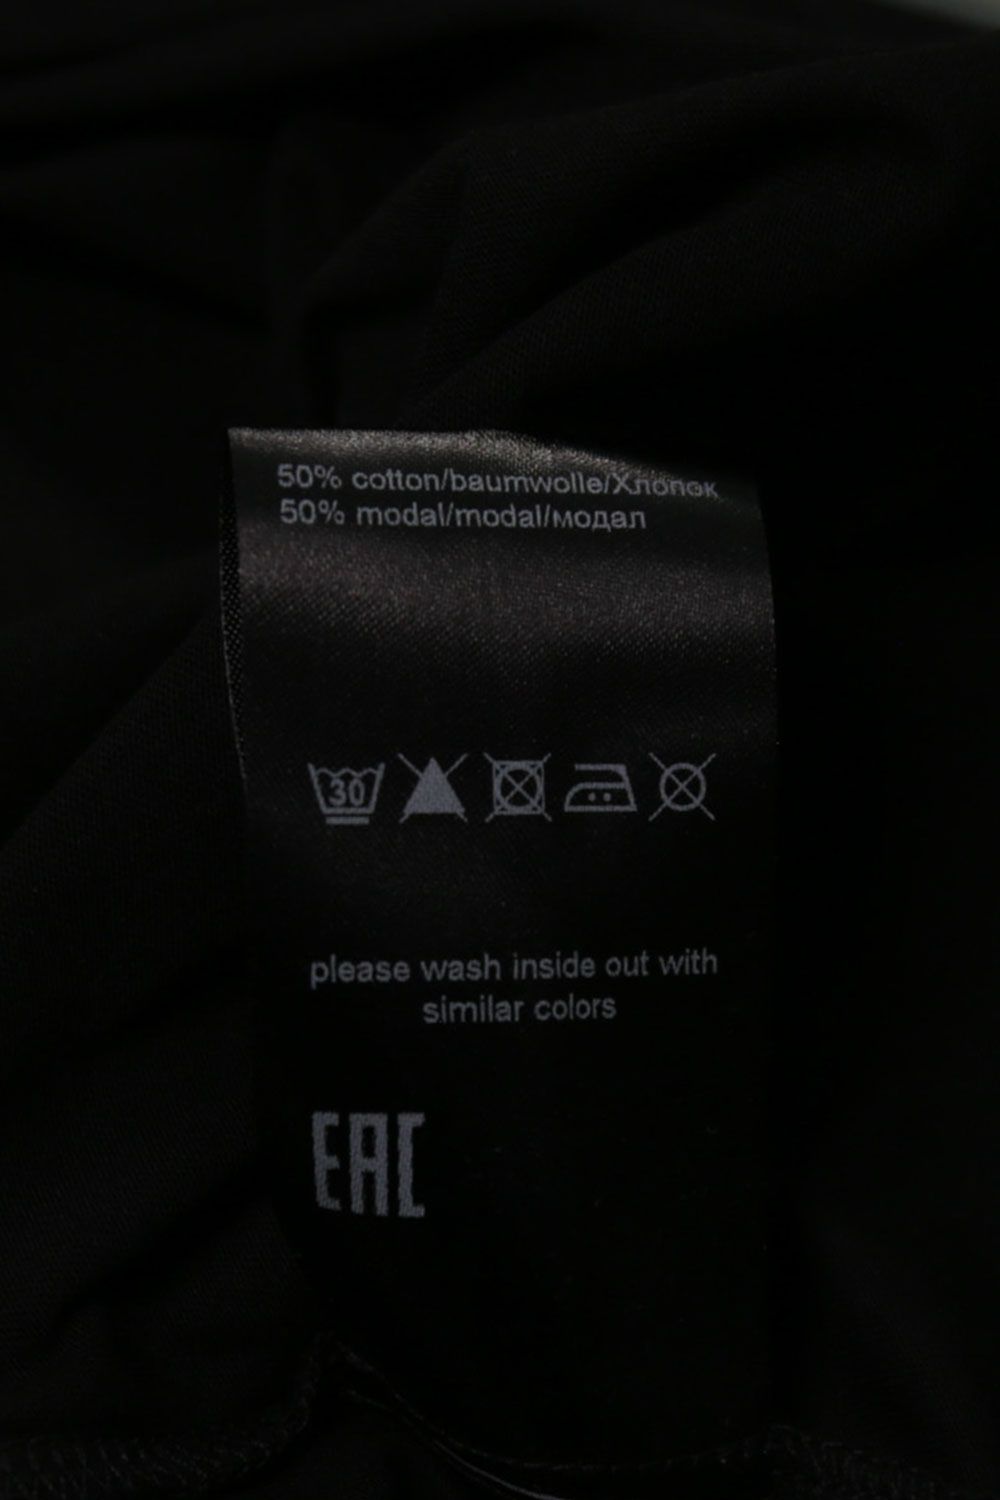 50% cotton/baumwolle/Хлопок
50% modal/modal/модал
30
please wash inside out with
similar colors
EAC